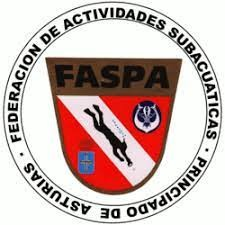 FEDERACION DE ACTIVIDADES SUBACUATICAS
FASPA
PRINCIPADO DE ASTURIAS